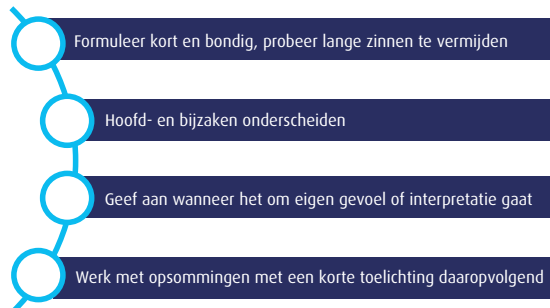 Formuleer kort en bondig, probeer lange zinnen te vermijden
Hoofd- en bijzaken onderscheiden
Geef aan wanneer het om eigen gevoel of interpretatie gaat
Werk met opsommingen met een korte toelichting daaropvolgend